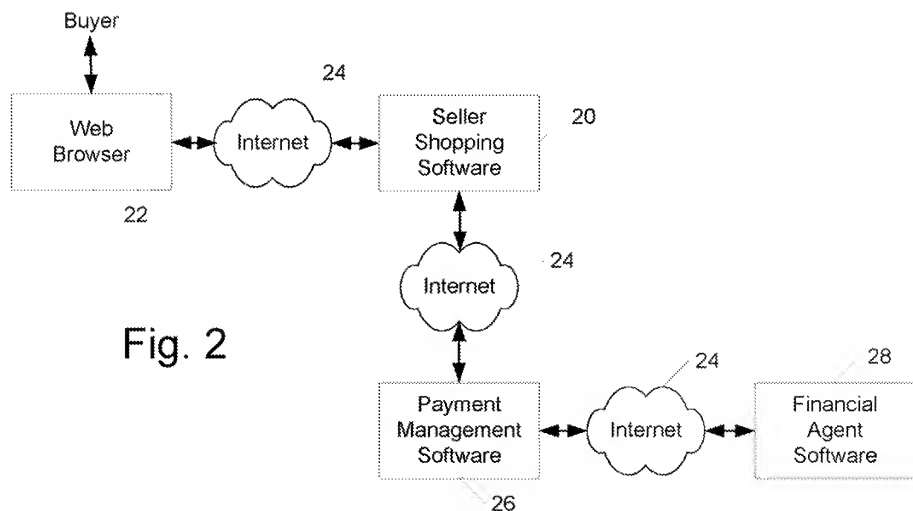 Buyer
24
Web
Browser
Internet
Seller
Shopping
Software
20
22
24
Internet
Fig. 2
24
28
Payment
Management
Software
Internet
Financial
Agent
Software
26